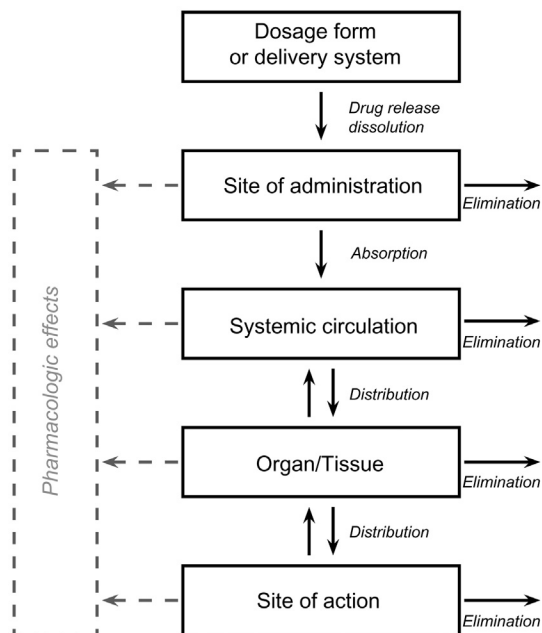 Dosage form
or delivery system
Drug release
dissolution
Site of administration
Elimination
Absorption
Systemic circulation
Elimination
Distribution
Organ/Tissue
Elimination
Distribution
Site of action
Elimination
Pharmacologic effects